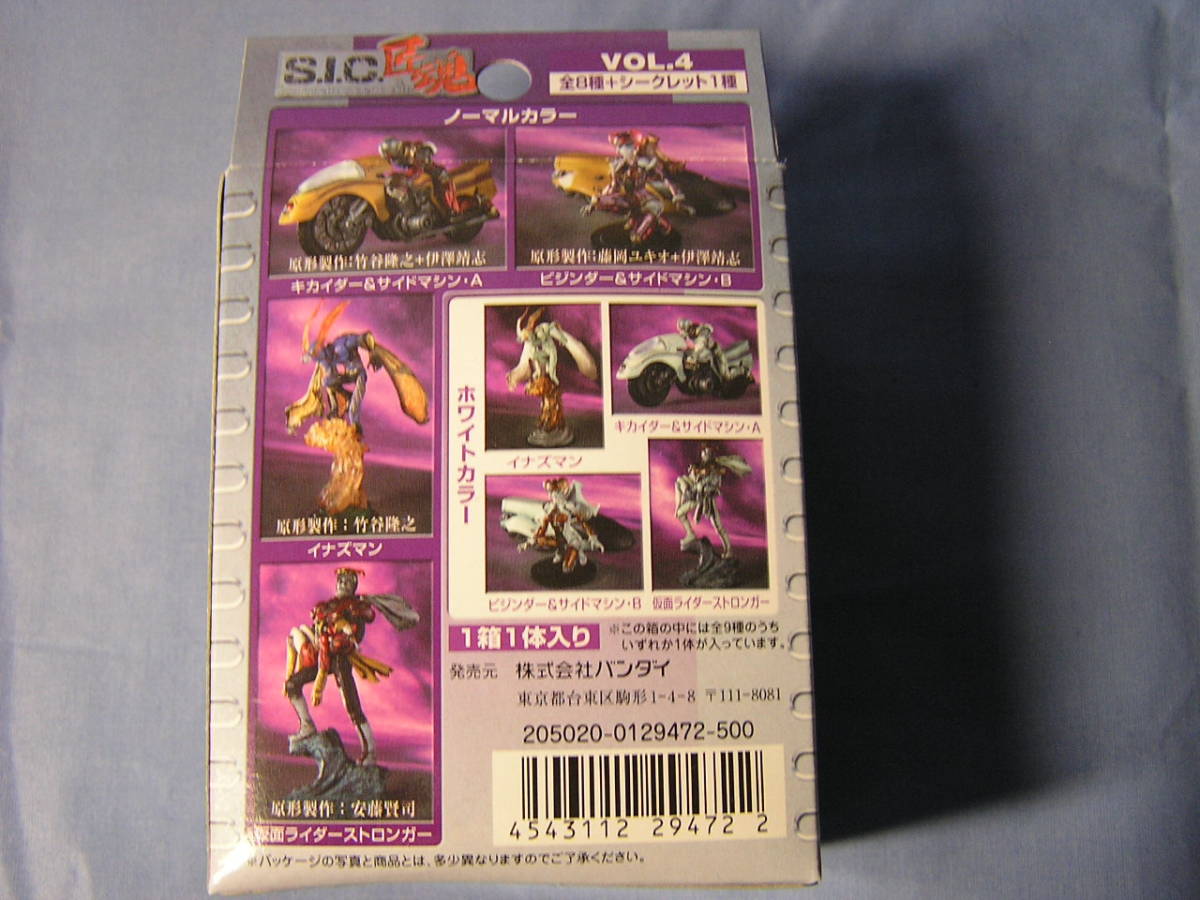 S.I.C.匠魂
VOL.4
全8種+シークレット1種
ノーマルカラー
原形製作:竹谷隆之+伊澤靖志
キカイダー&サイドマシン・A
原形製作:藤岡ユキオ+伊澤靖志
ビジンダー&サイドマシン・B
原形製作:竹谷隆之
イナズマン
原形製作:安藤賢司
仮面ライダーストロンガー
ホワイトカラー
イナズマン
キカイダー&サイドマシン・A
ビジンダー&サイドマシン・B
仮面ライダーストロンガー
1箱1体入り
※この箱の中には全9種のうち
いずれか1体が入っています。
発売元 株式会社バンダイ
東京都台東区駒形1-4-8 〒111-8081
205020-0129472-500
4543112 29472 2
※パッケージの写真と商品とは、多少異なりますのでご了承ください。